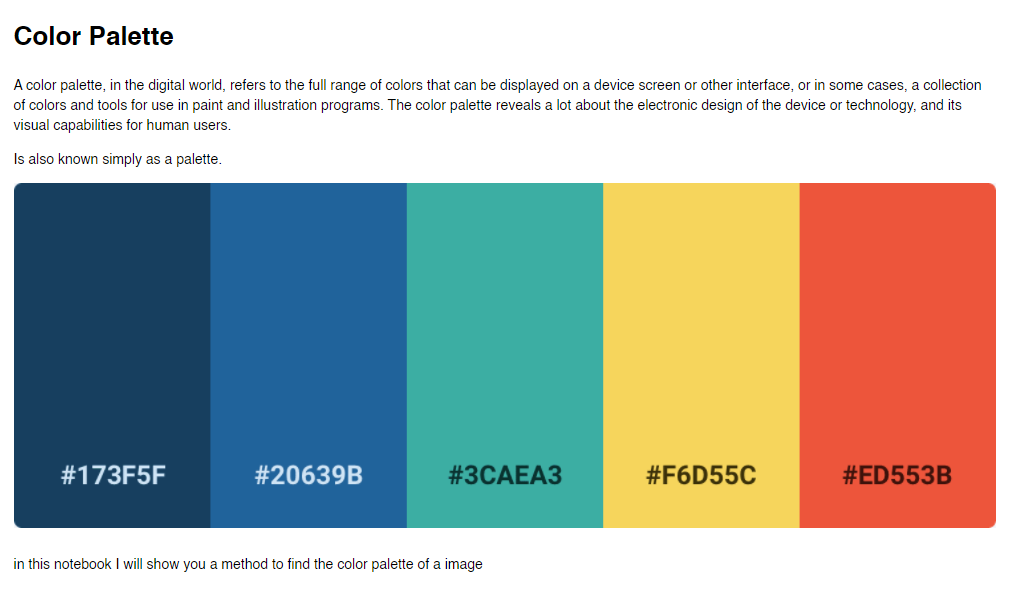 Color Palette
A color palette, in the digital world, refers to the full range of colors that can be displayed on a device screen or other interface, or in some cases, a collection
of colors and tools for use in paint and illustration programs. The color palette reveals a lot about the electronic design of the device or technology, and its
visual capabilities for human users.
Is also known simply as a palette.
#173F5F #20639B #3CAEA3 #F6D55C #ED553B
in this notebook I will show you a method to find the color palette of a image